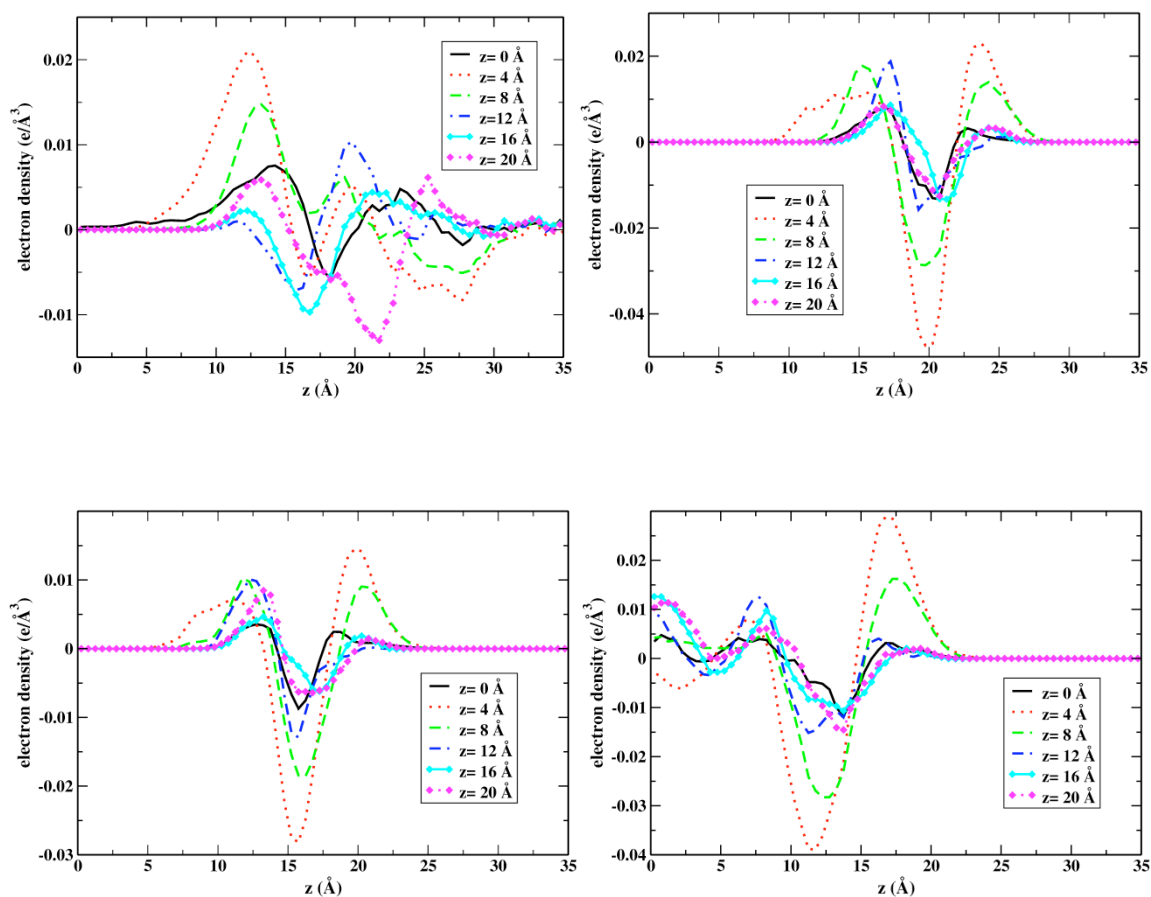 0.02
0.01
0
-0.01
electron density (e/Å³)
z= 0 Å
z= 4 Å
z= 8 Å
z=12 Å
z= 16 Å
z= 20 Å
0 5 10 15 20 25 30 35
z (Å)
0.02
0
-0.02
-0.04
electron density (e/Å³)
z= 0 Å
z= 4 Å
z= 8 Å
z= 12 Å
z= 16 Å
z= 20 Å
0 5 10 15 20 25 30 35
z (Å)
0.01
0
-0.01
-0.02
-0.03
electron density (e/Å³)
z= 0 Å
z= 4 Å
z= 8 Å
z= 12 Å
z= 16 Å
z= 20 Å
0 5 10 15 20 25 30 35
z (Å)
0.02
0.01
0
-0.01
-0.02
-0.03
-0.04
electron density (e/Å³)
z= 0 Å
z= 4 Å
z= 8 Å
z= 12 Å
z= 16 Å
z= 20 Å
0 5 10 15 20 25 30 35
z (Å)